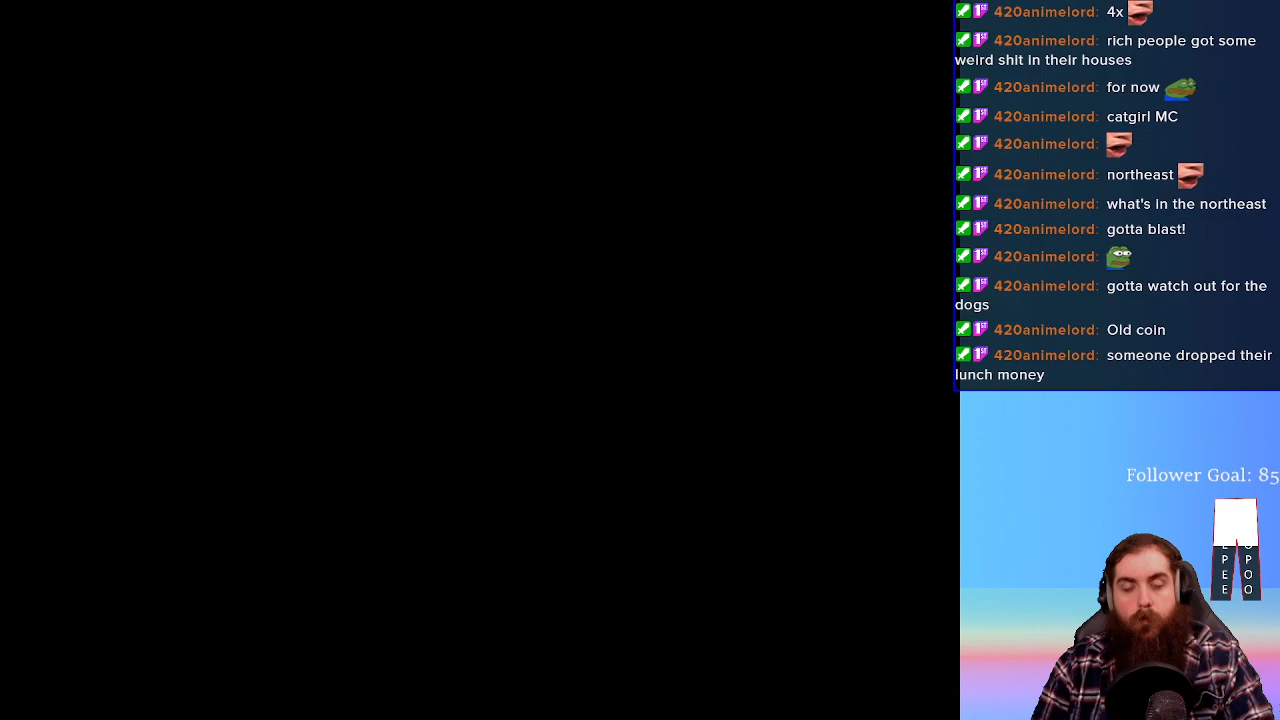 420animelord: 4x
420animelord: rich people got some
weird shit in their houses
420animelord: for now
420animelord: catgirl MC
420animelord:
420animelord: northeast
420animelord: what's in the northeast
420animelord: gotta blast!
420animelord:
420animelord: gotta watch out for the
dogs
420animelord: Old coin
420animelord: someone dropped their
lunch money
Follower Goal: 85
PEE
POO